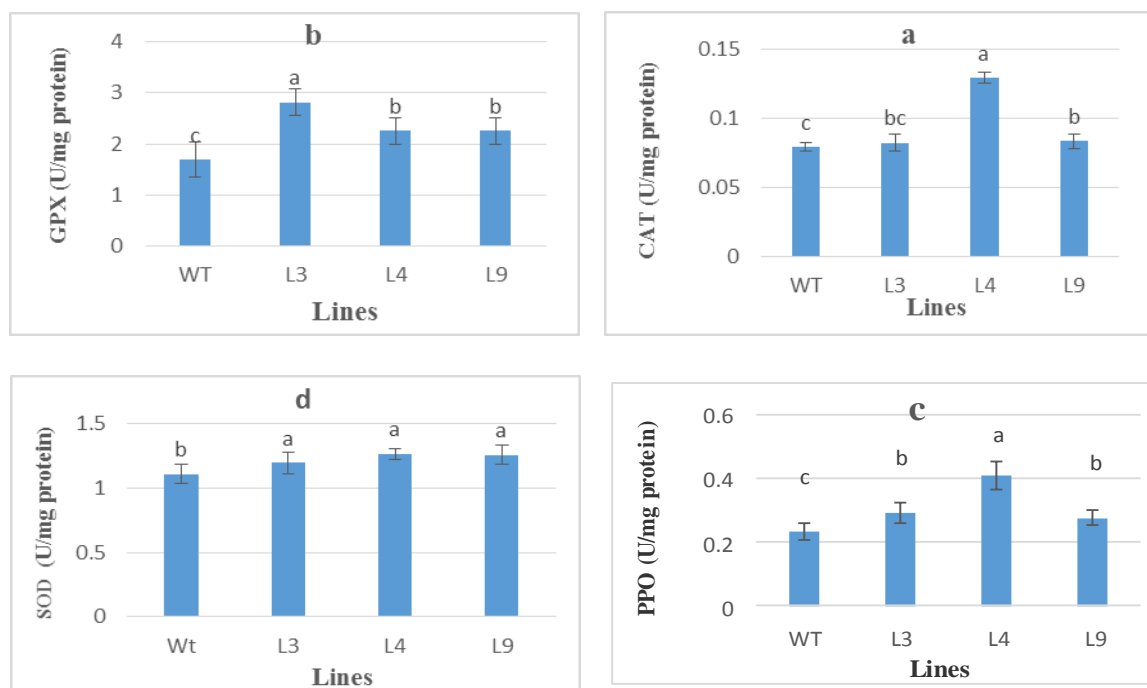 b
4
3
2
1
0
GPX (U/mg protein)
c
a
b
b
WT L3 L4 L9
Lines
a
0.15
0.1
0.05
0
CAT (U/mg protein)
c
bc
a
b
WT L3 L4 L9
Lines
d
1.5
1
0.5
0
SOD (U/mg protein)
b
a
a
a
Wt L3 L4 L9
Lines
c
0.6
0.4
0.2
0
PPO (U/mg protein)
c
b
a
b
WT L3 L4 L9
Lines